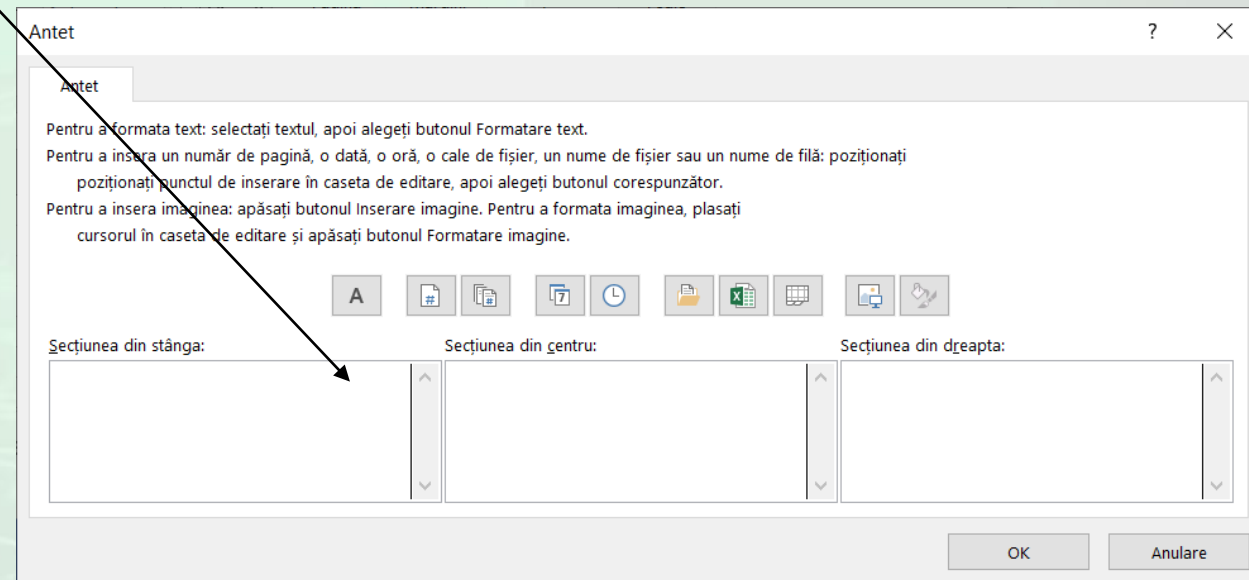 Antet
Antet
Pentru a formata text: selectați textul, apoi alegeți butonul Formatare text.
Pentru a insera un număr de pagină, o dată, o oră, o cale de fișier, un nume de fișier sau un nume de filă: poziționați
poziționați punctul de inserare în caseta de editare, apoi alegeți butonul corespunzător.
Pentru a insera imaginea: apăsați butonul Inserare imagine. Pentru a formata imaginea, plasați
cursorul în caseta de editare și apăsați butonul Formatare imagine.
A # # 7
Secțiunea din stânga: Secțiunea din centru: Secțiunea din dreapta:
OK Anulare